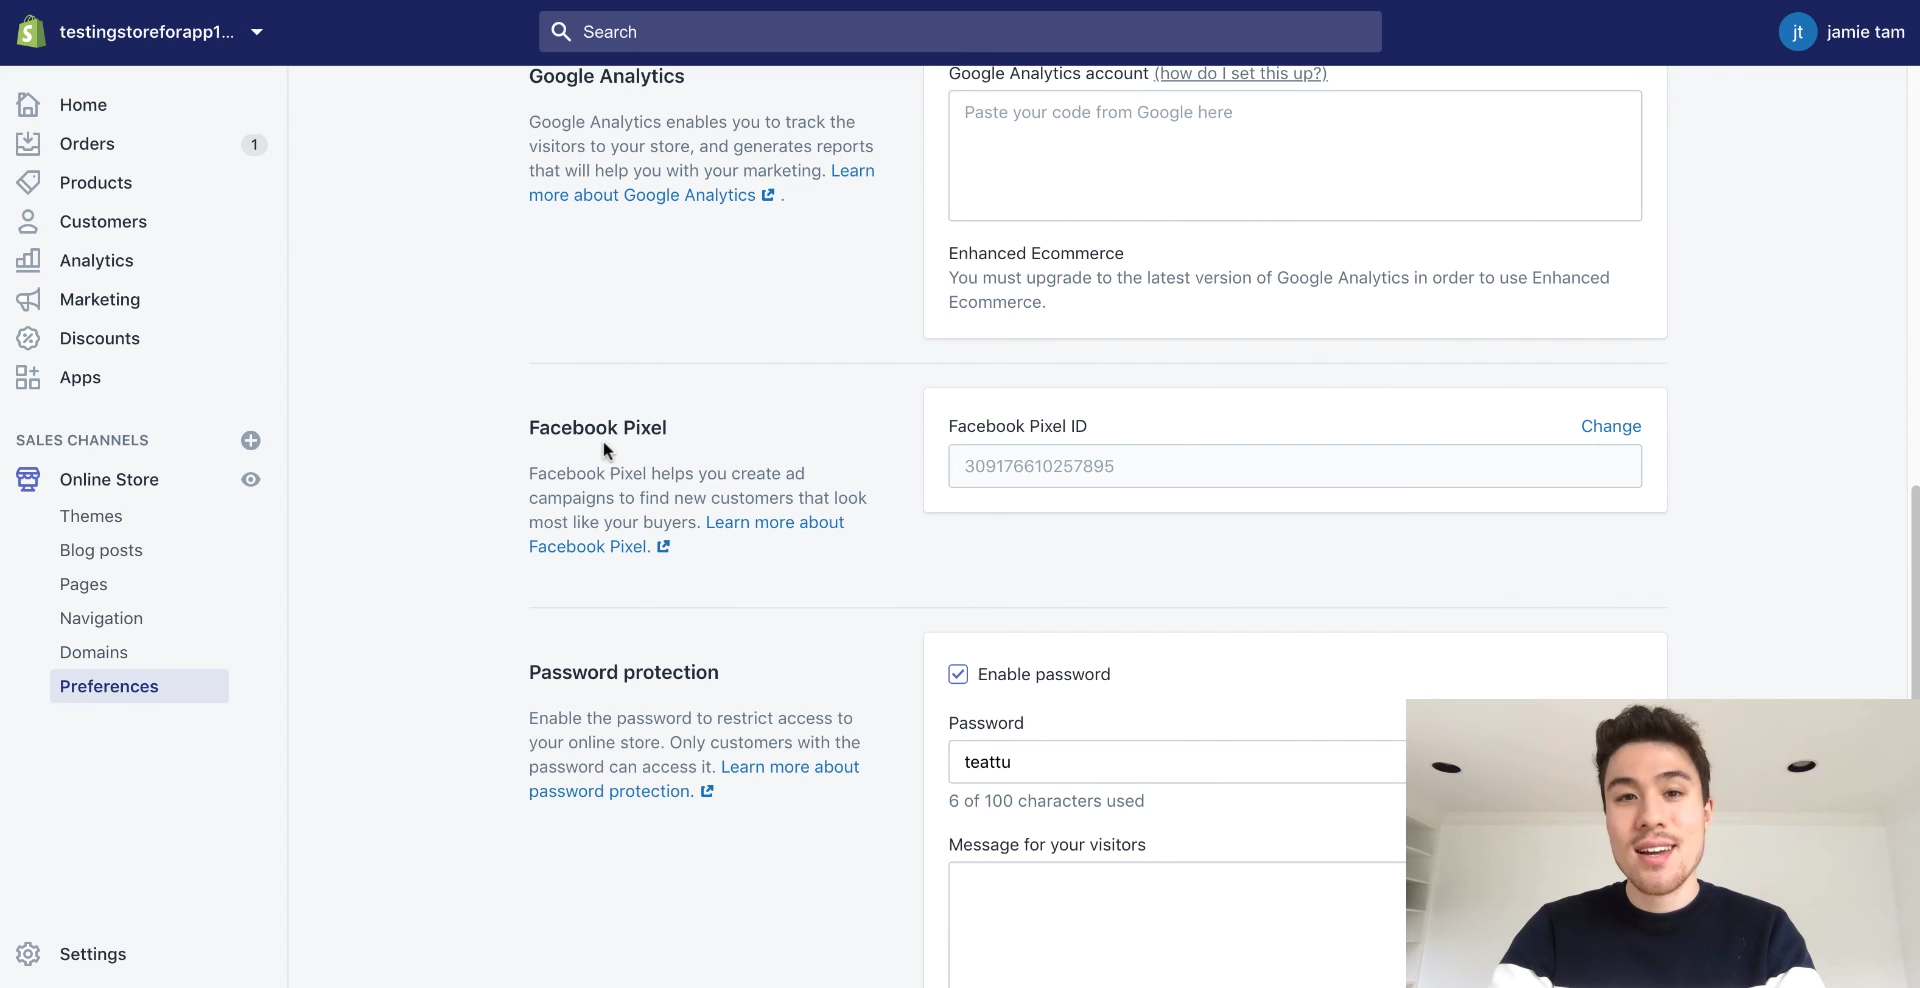 testingstoreforapp1...
Search
jt
jamie tam
Home
Orders
1
Products
Customers
Analytics
Marketing
Discounts
Apps
SALES CHANNELS
Online Store
Themes
Blog posts
Pages
Navigation
Domains
Preferences
Settings
Google Analytics
Google Analytics enables you to track the
visitors to your store, and generates reports
that will help you with your marketing. Learn
more about Google Analytics .
Google Analytics account (how do I set this up?)
Paste your code from Google here
Enhanced Ecommerce
You must upgrade to the latest version of Google Analytics in order to use Enhanced
Ecommerce.
Facebook Pixel
Facebook Pixel helps you create ad
campaigns to find new customers that look
most like your buyers. Learn more about
Facebook Pixel.
Facebook Pixel ID
Change
309176610257895
Password protection
Enable the password to restrict access to
your online store. Only customers with the
password can access it. Learn more about
password protection.
Enable password
Password
teattu
6 of 100 characters used
Message for your visitors